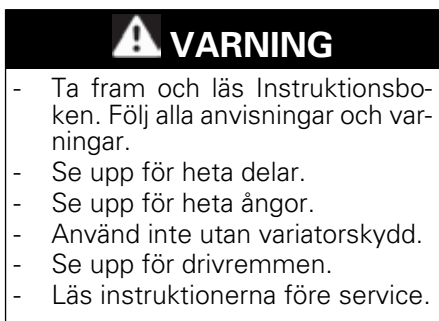 VARNING
- Ta fram och läs Instruktionsbo-
ken. Följ alla anvisningar och var-
ningar.
- Se upp för heta delar.
- Se upp för heta ångor.
- Använd inte utan variatorskydd.
- Se upp för drivremmen.
- Läs instruktionerna före service.